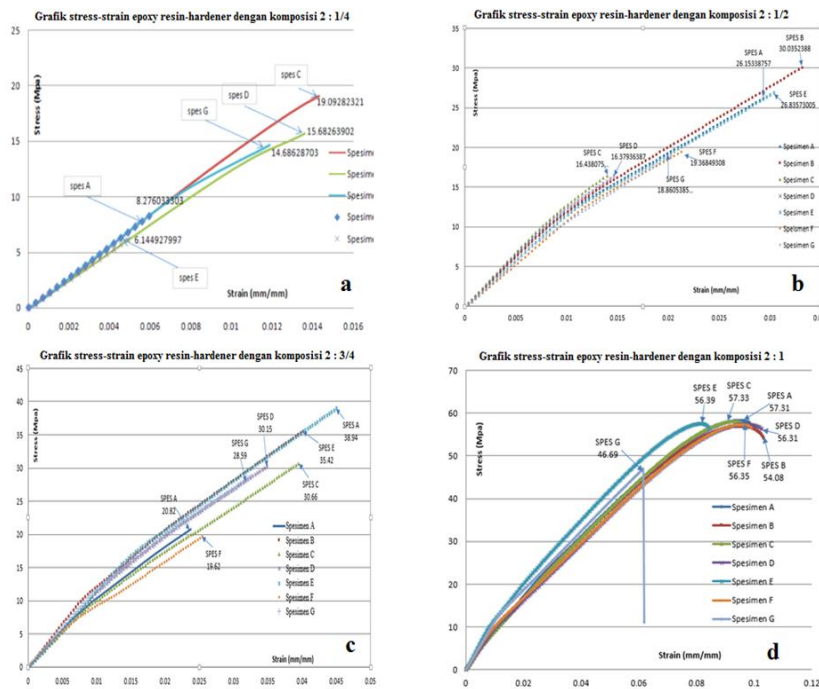 Grafik stress-strain epoxy resin-hardener dengan komposisi 2 : 1/4
25
20
15
10
5
0
Stress (Mpa)
spes C
19.09282321
spes D
15.68263902
spes G
14.68628703
spes A
8.276033303
6.144927997
spes E
Spesime
Spesime
Spesime
Spesime
Spesime
Strain (mm/mm)
a
0 0.002 0.004 0.006 0.008 0.01 0.012 0.014 0.016
Grafik stress-strain epoxy resin-hardener dengan komposisi 2 : 1/2
35
30
25
20
15
10
5
0
Stress (Mpa)
SPES B
30.0352388
SPES A
26.15338757
SPES E
26.83573005
SPES C
16.438075...
SPES D
16.37936387
SPES F
19.36849308
SPES G
18.8605385...
Spesimen A
Spesimen B
Spesimen C
Spesimen D
Spesimen E
Spesimen F
Spesimen G
Strain (mm/mm)
b
0 0.005 0.01 0.015 0.02 0.025 0.03
Grafik stress-strain epoxy resin-hardener dengan komposisi 2 : 3/4
45
40
35
30
25
20
15
10
5
0
Stress (Mpa)
SPES A
38.94
SPES E
35.42
SPES D
30.15
SPES G
28.59
SPES C
30.66
SPES A
20.82
SPES F
19.62
Spesimen A
Spesimen B
Spesimen C
Spesimen D
Spesimen E
Spesimen F
Spesimen G
Strain (mm/mm)
c
0 0.005 0.01 0.015 0.02 0.025 0.03 0.035 0.04 0.045 0.05
Grafik stress-strain epoxy resin-hardener dengan komposisi 2 : 1
70
60
50
40
30
20
10
0
Stress (Mpa)
SPES E
56.39
SPES C
57.33
SPES A
57.31
SPES D
56.31
SPES G
46.69
SPES F
56.35
SPES B
54.08
Spesimen A
Spesimen B
Spesimen C
Spesimen D
Spesimen E
Spesimen F
Spesimen G
Strain (mm/mm)
d
0 0.02 0.04 0.06 0.08 0.1 0.12